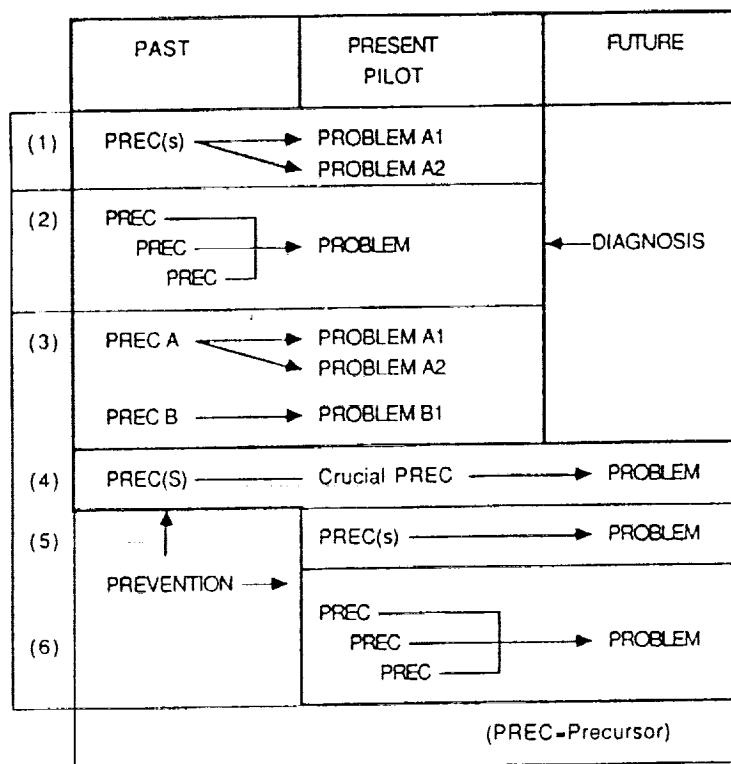 PAST PRESENT FUTURE
PILOT
(1) PREC(s) PROBLEM A1
PROBLEM A2
(2) PREC
PREC PROBLEM DIAGNOSIS
PREC
(3) PREC A PROBLEM A1
PROBLEM A2
PREC B PROBLEM B1
(4) PREC(S) Crucial PREC PROBLEM
(5) PREC(s) PROBLEM
PREVENTION
PREC
(6) PREC PROBLEM
PREC
(PREC=Precursor)